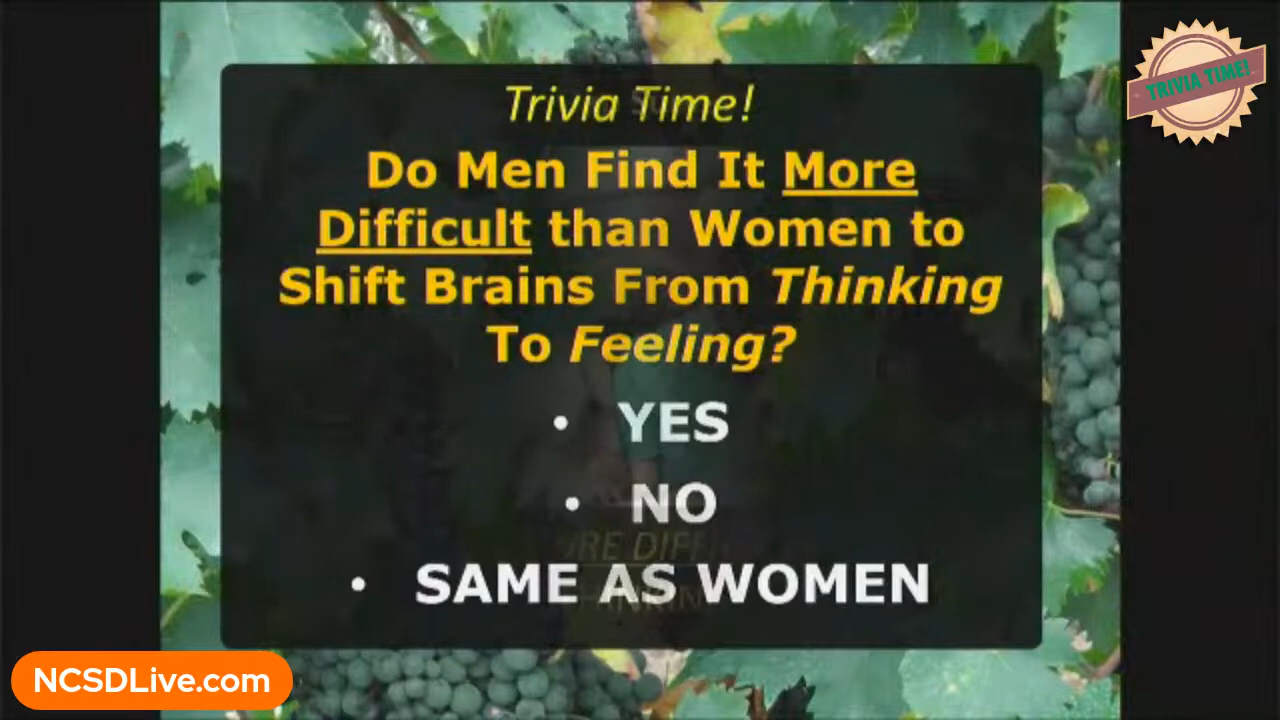 TRIVIA TIME!
Trivia Time!
Do Men Find It More
Difficult than Women to
Shift Brains From Thinking
To Feeling?
• YES
• NO
• SAME AS WOMEN
NCSDLive.com